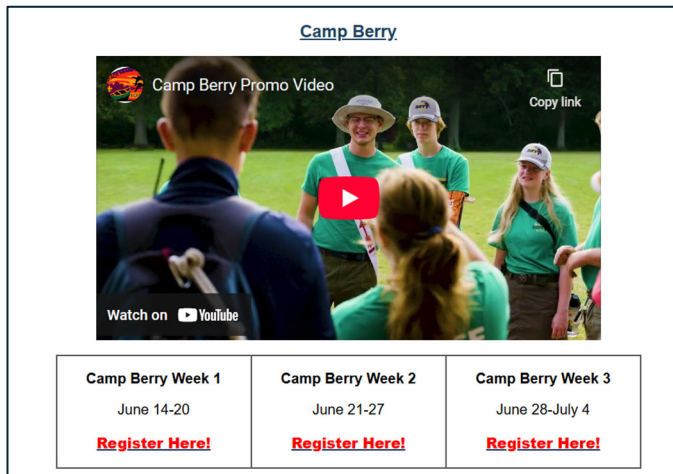 Camp Berry
Camp Berry Promo Video
Copy link
Watch on YouTube
Camp Berry Week 1
June 14-20
Register Here!
Camp Berry Week 2
June 21-27
Register Here!
Camp Berry Week 3
June 28-July 4
Register Here!